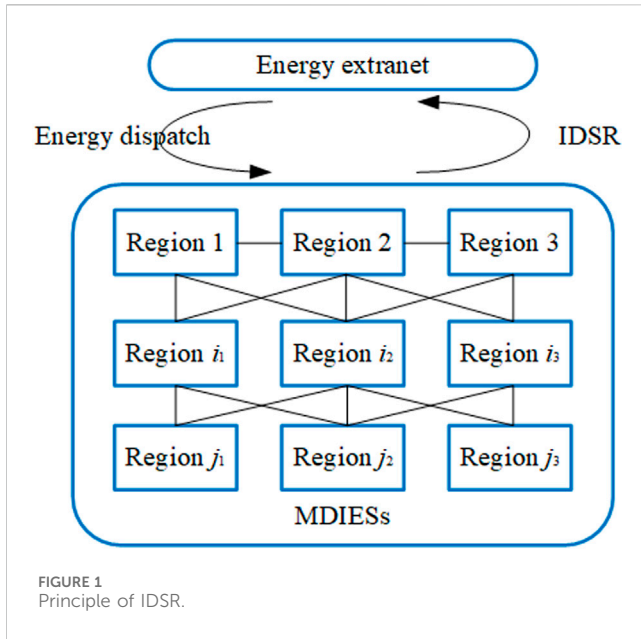 Energy extranet
Energy dispatch
IDSR
Region 1
Region 2
Region 3
Region i₁
Region i₂
Region i₃
Region j₁
Region j₂
Region j₃
MDIESs
FIGURE 1
Principle of IDSR.